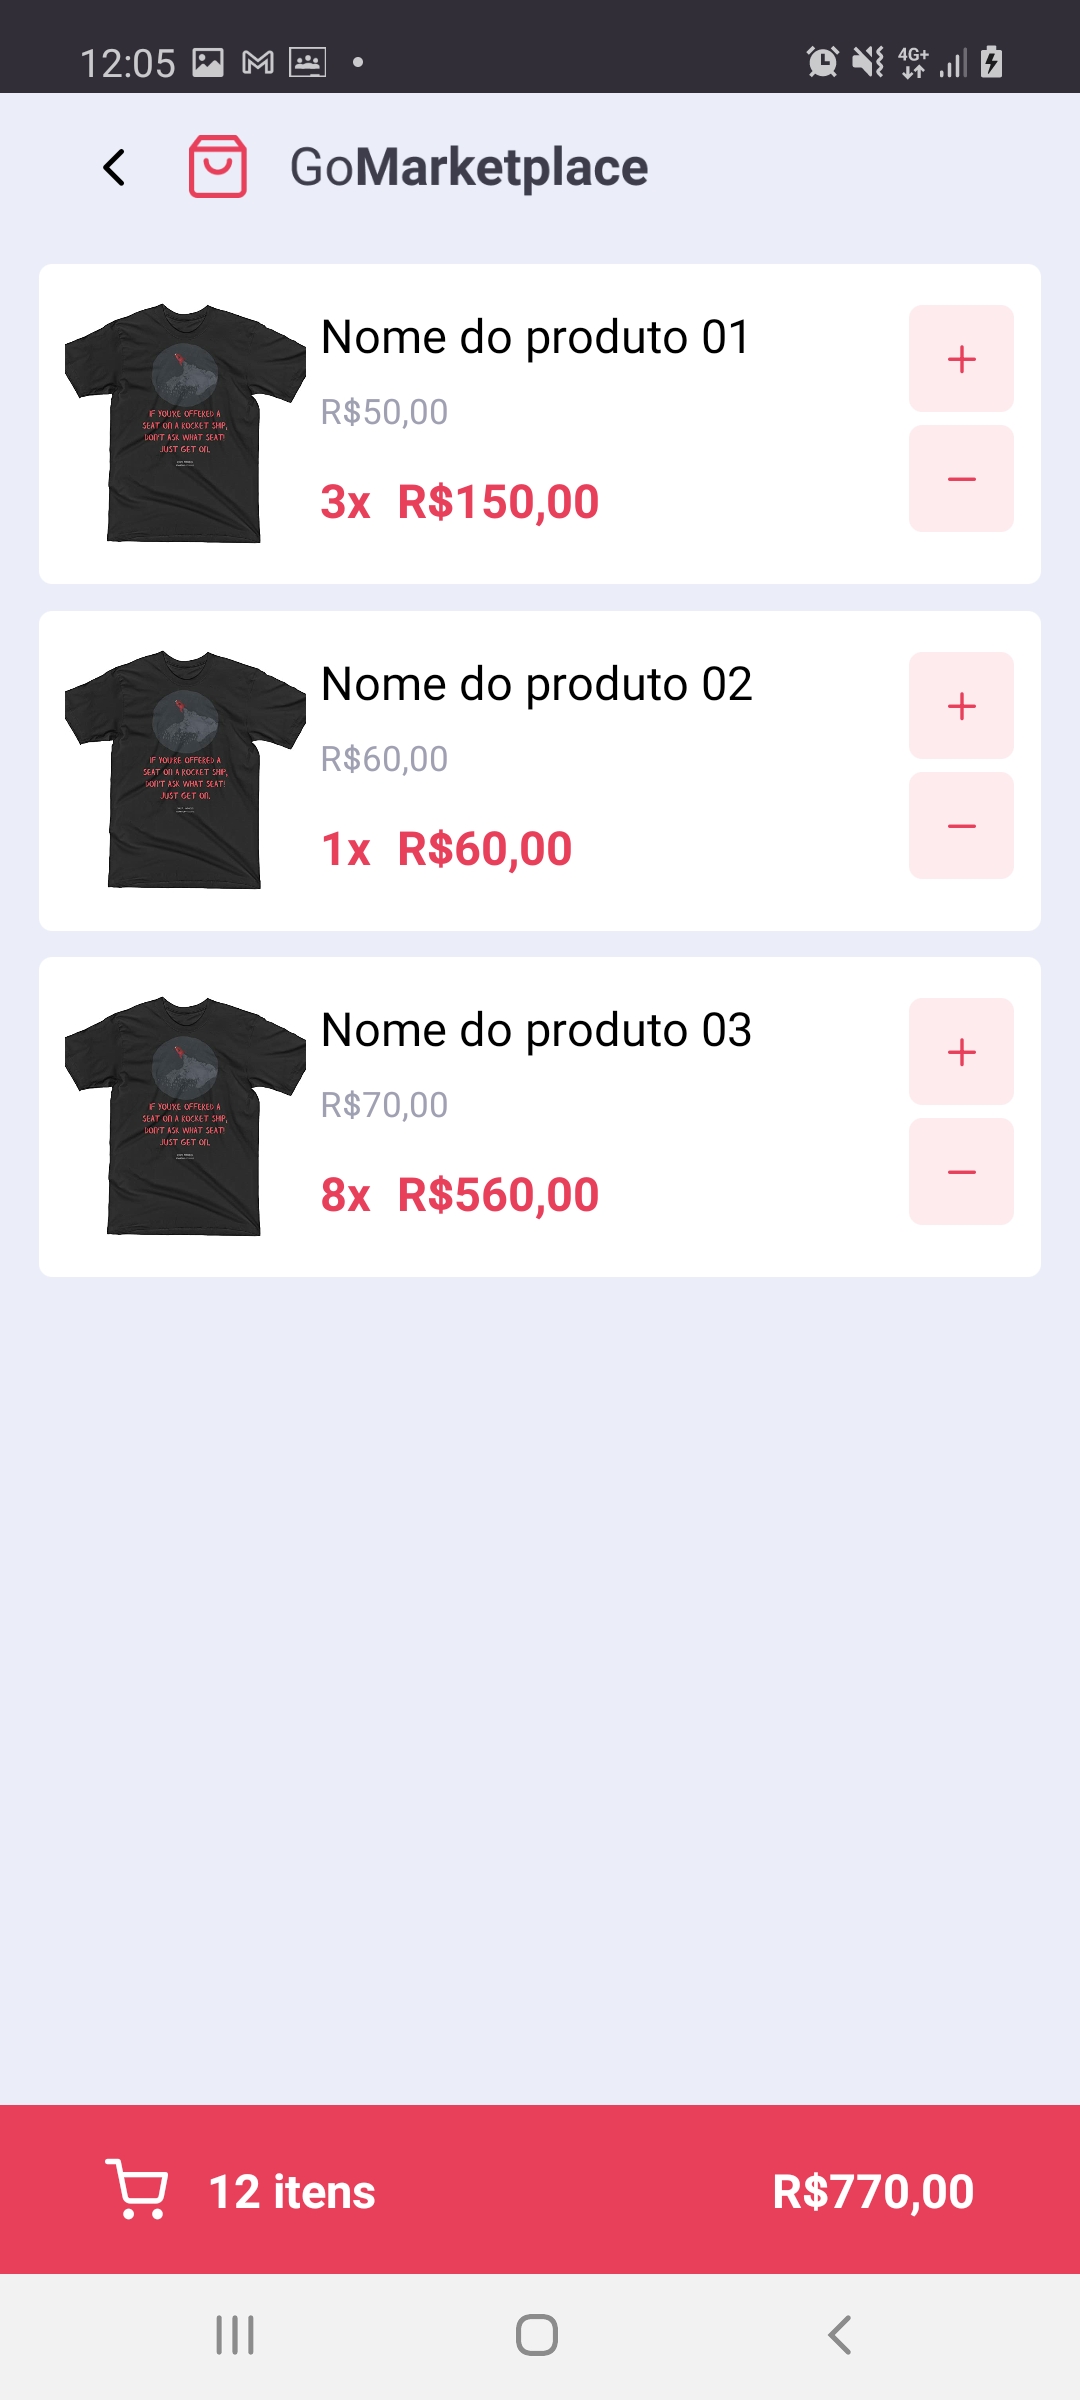 12:05
4G+
GoMarketplace
Nome do produto 01
R$50,00
3x R$150,00
IF YOU'RE OFFERED A
SEAT ON A ROCKET SHIP,
DON'T ASK WHAT SEAT!
JUST GET ON.
Nome do produto 02
R$60,00
1x R$60,00
IF YOU'RE OFFERED A
SEAT ON A ROCKET SHIP,
DON'T ASK WHAT SEAT!
JUST GET ON.
Nome do produto 03
R$70,00
8x R$560,00
IF YOU'RE OFFERED A
SEAT ON A ROCKET SHIP,
DON'T ASK WHAT SEAT!
JUST GET ON.
12 itens
R$770,00